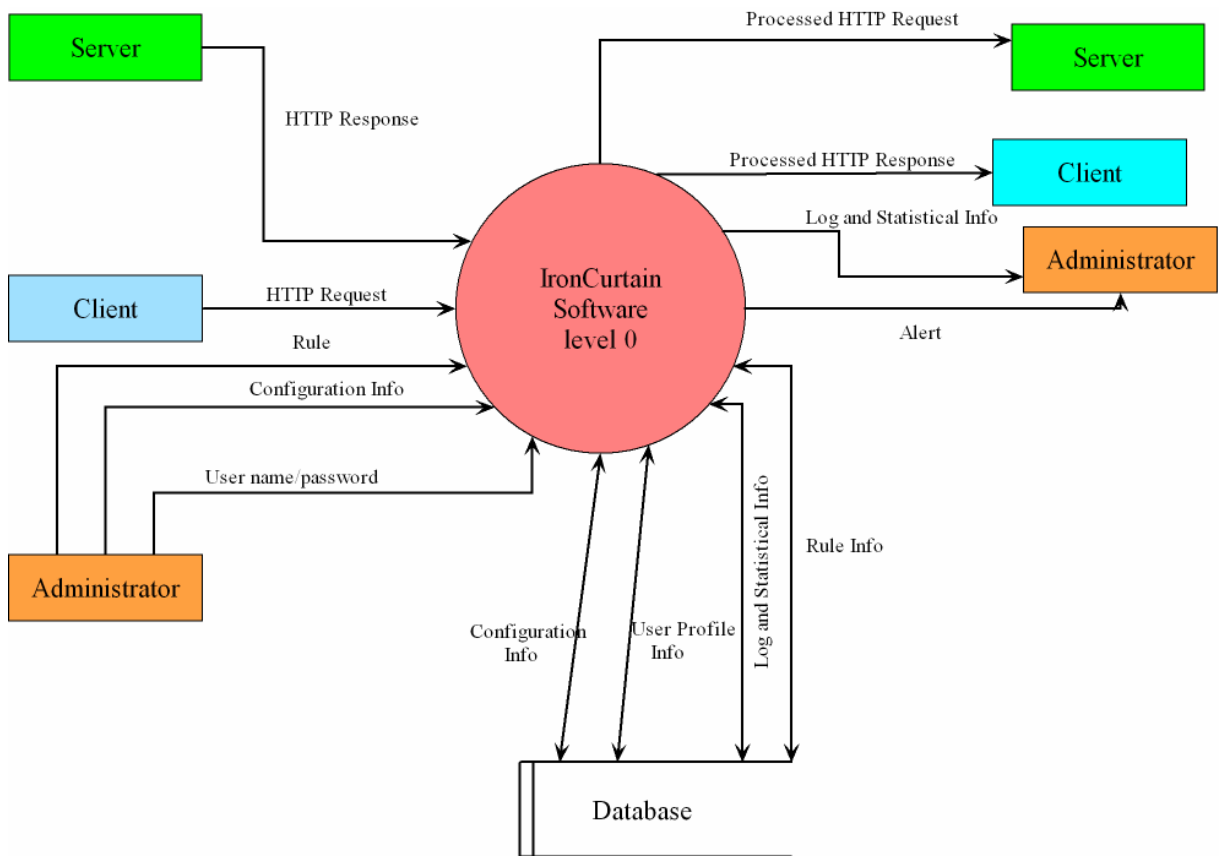 Processed HTTP Request
Server
Server
HTTP Response
Processed HTTP Response
Client
Log and Statistical Info
Administrator
IronCurtain
Software
level 0
Client
HTTP Request
Alert
Rule
Configuration Info
User name/password
Administrator
Configuration
Info
User Profile
Info
Log and Statistical Info
Rule Info
Database